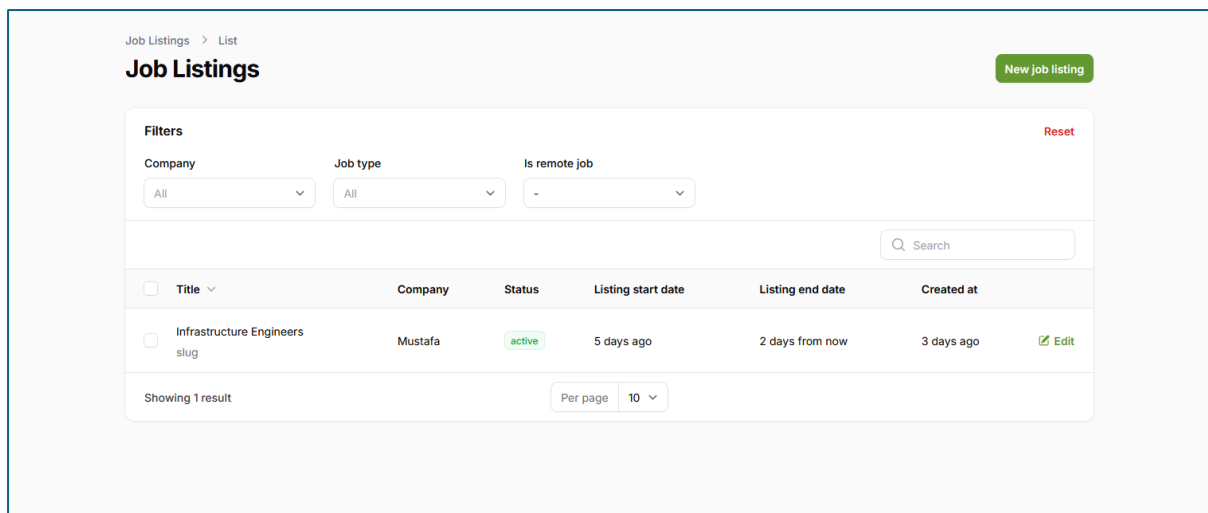 Job Listings > List
Job Listings
New job listing
Filters
Reset
Company Job type Is remote job
All All -
Search
Title Company Status Listing start date Listing end date Created at
Infrastructure Engineers
slug
Mustafa active 5 days ago 2 days from now 3 days ago Edit
Showing 1 result Per page 10